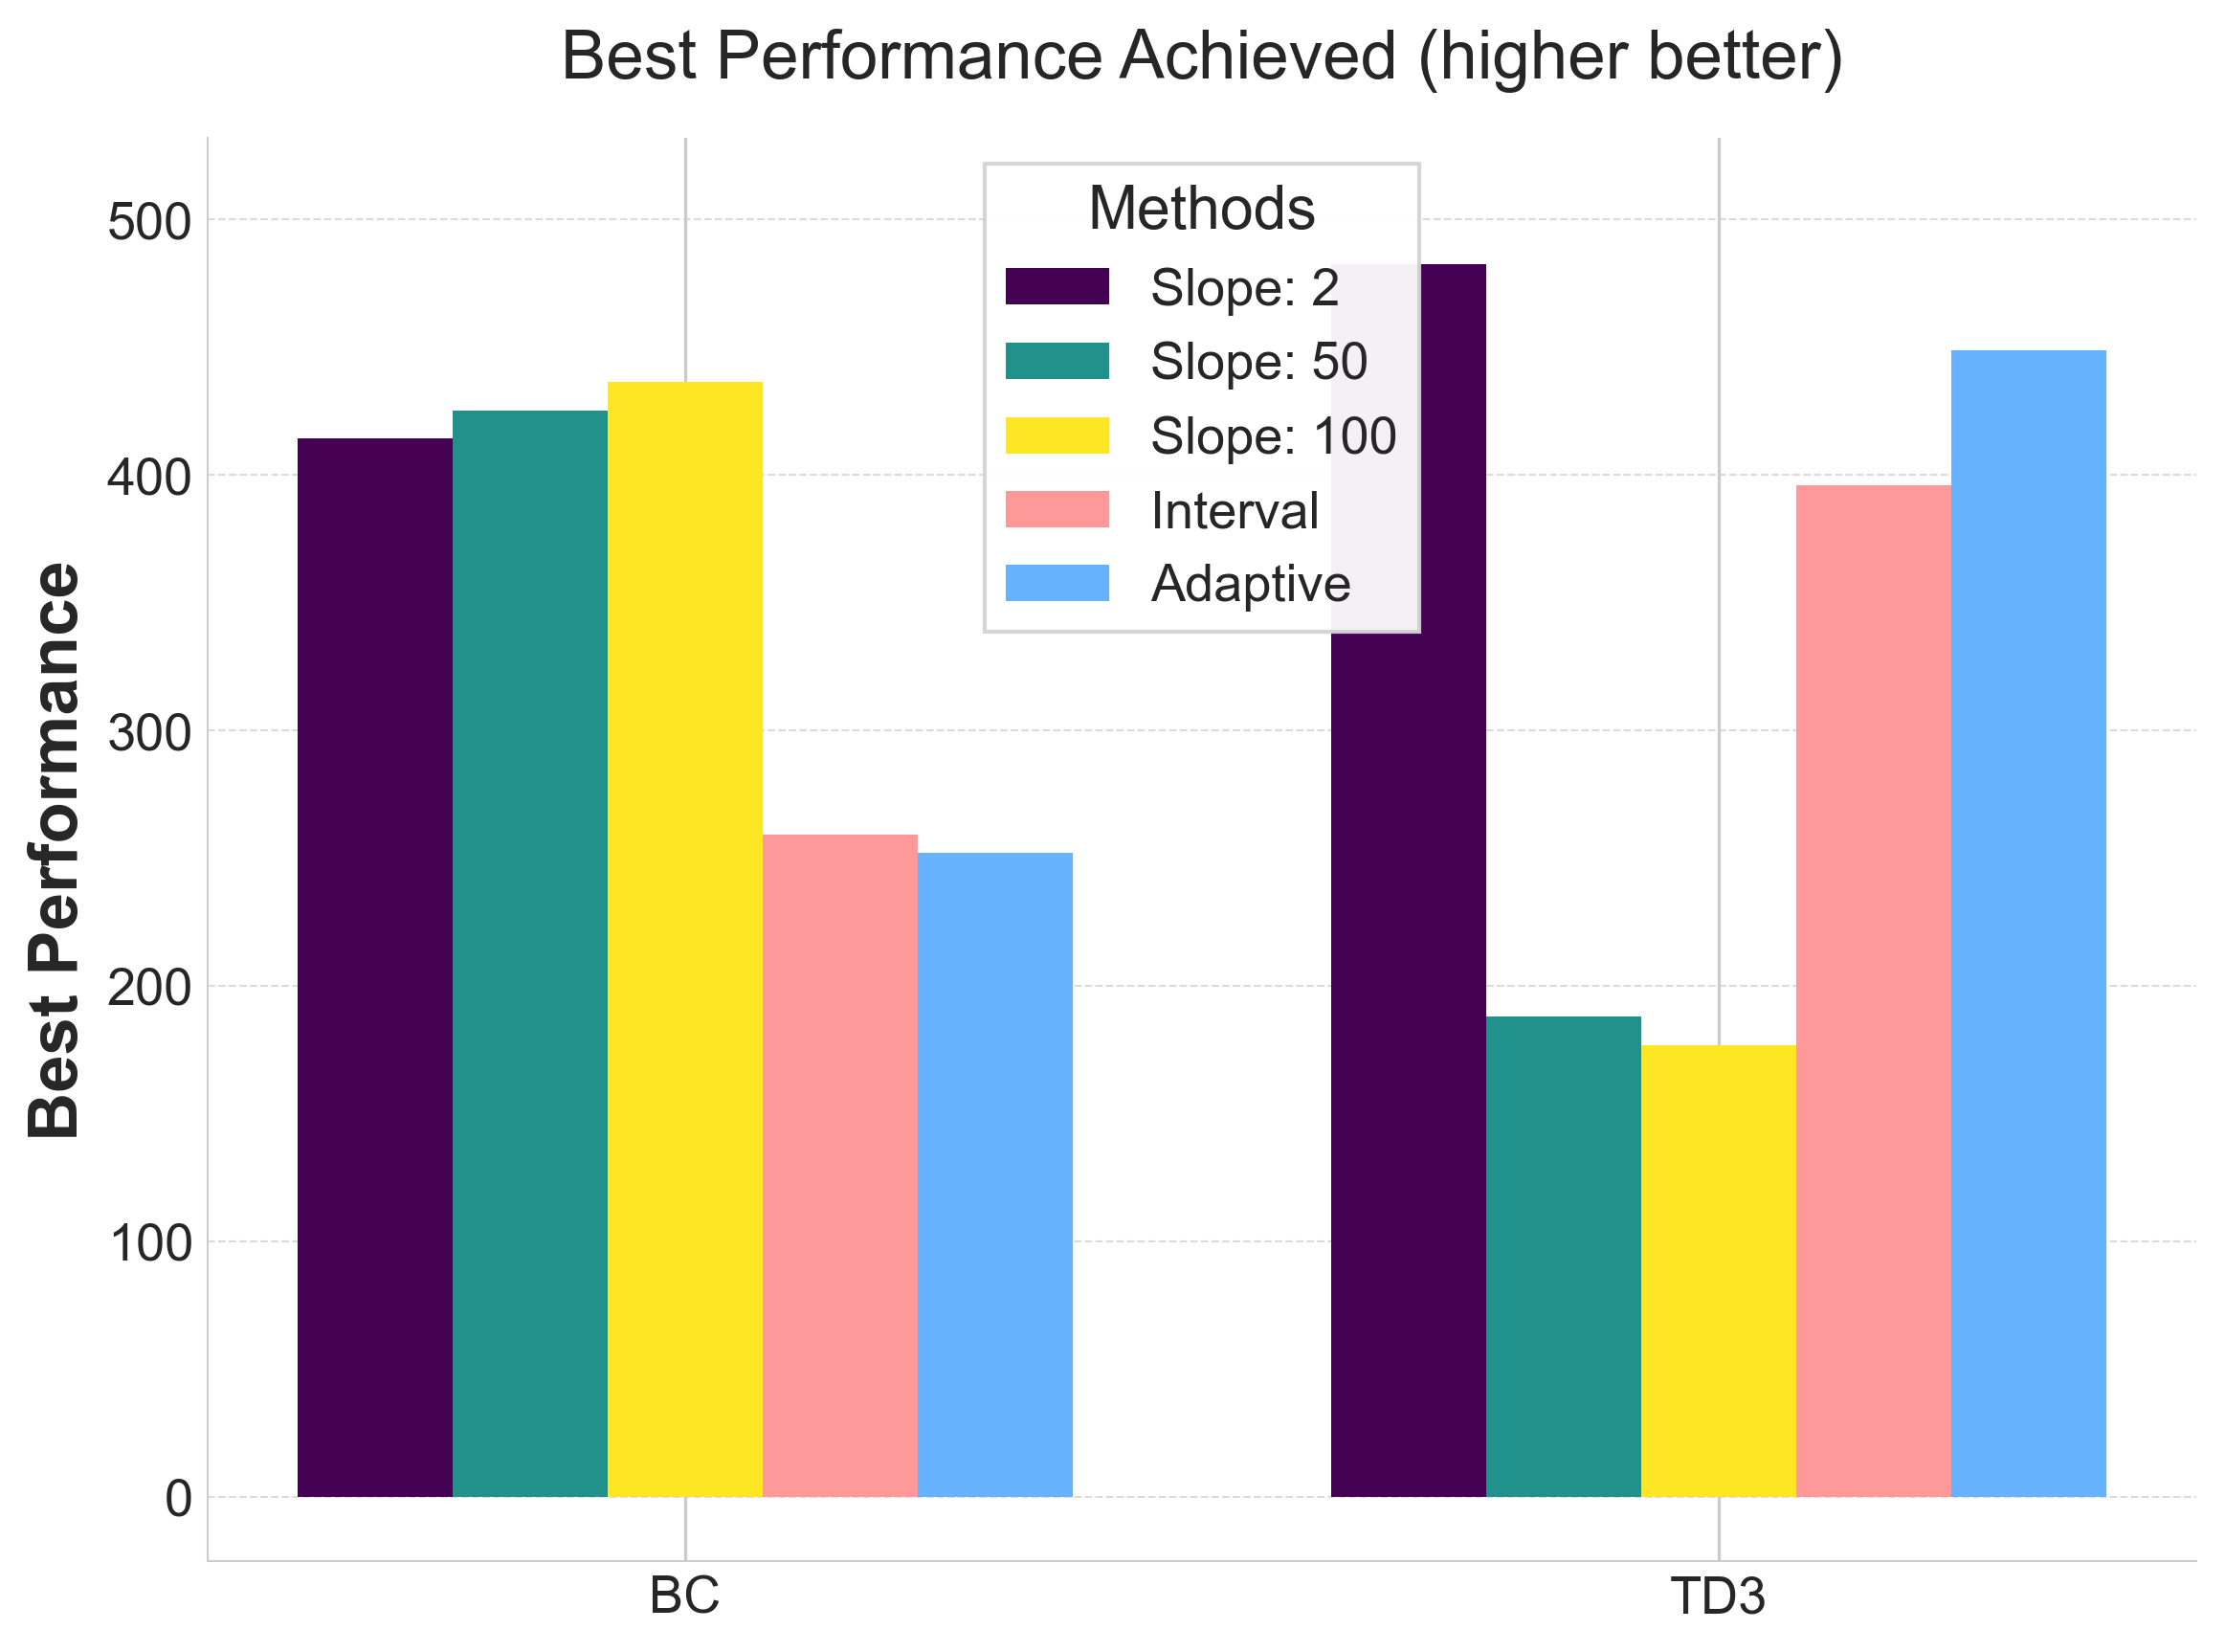 Best Performance Achieved (higher better)
Best Performance
500
400
300
200
100
0
Methods
Slope: 2
Slope: 50
Slope: 100
Interval
Adaptive
BC
TD3